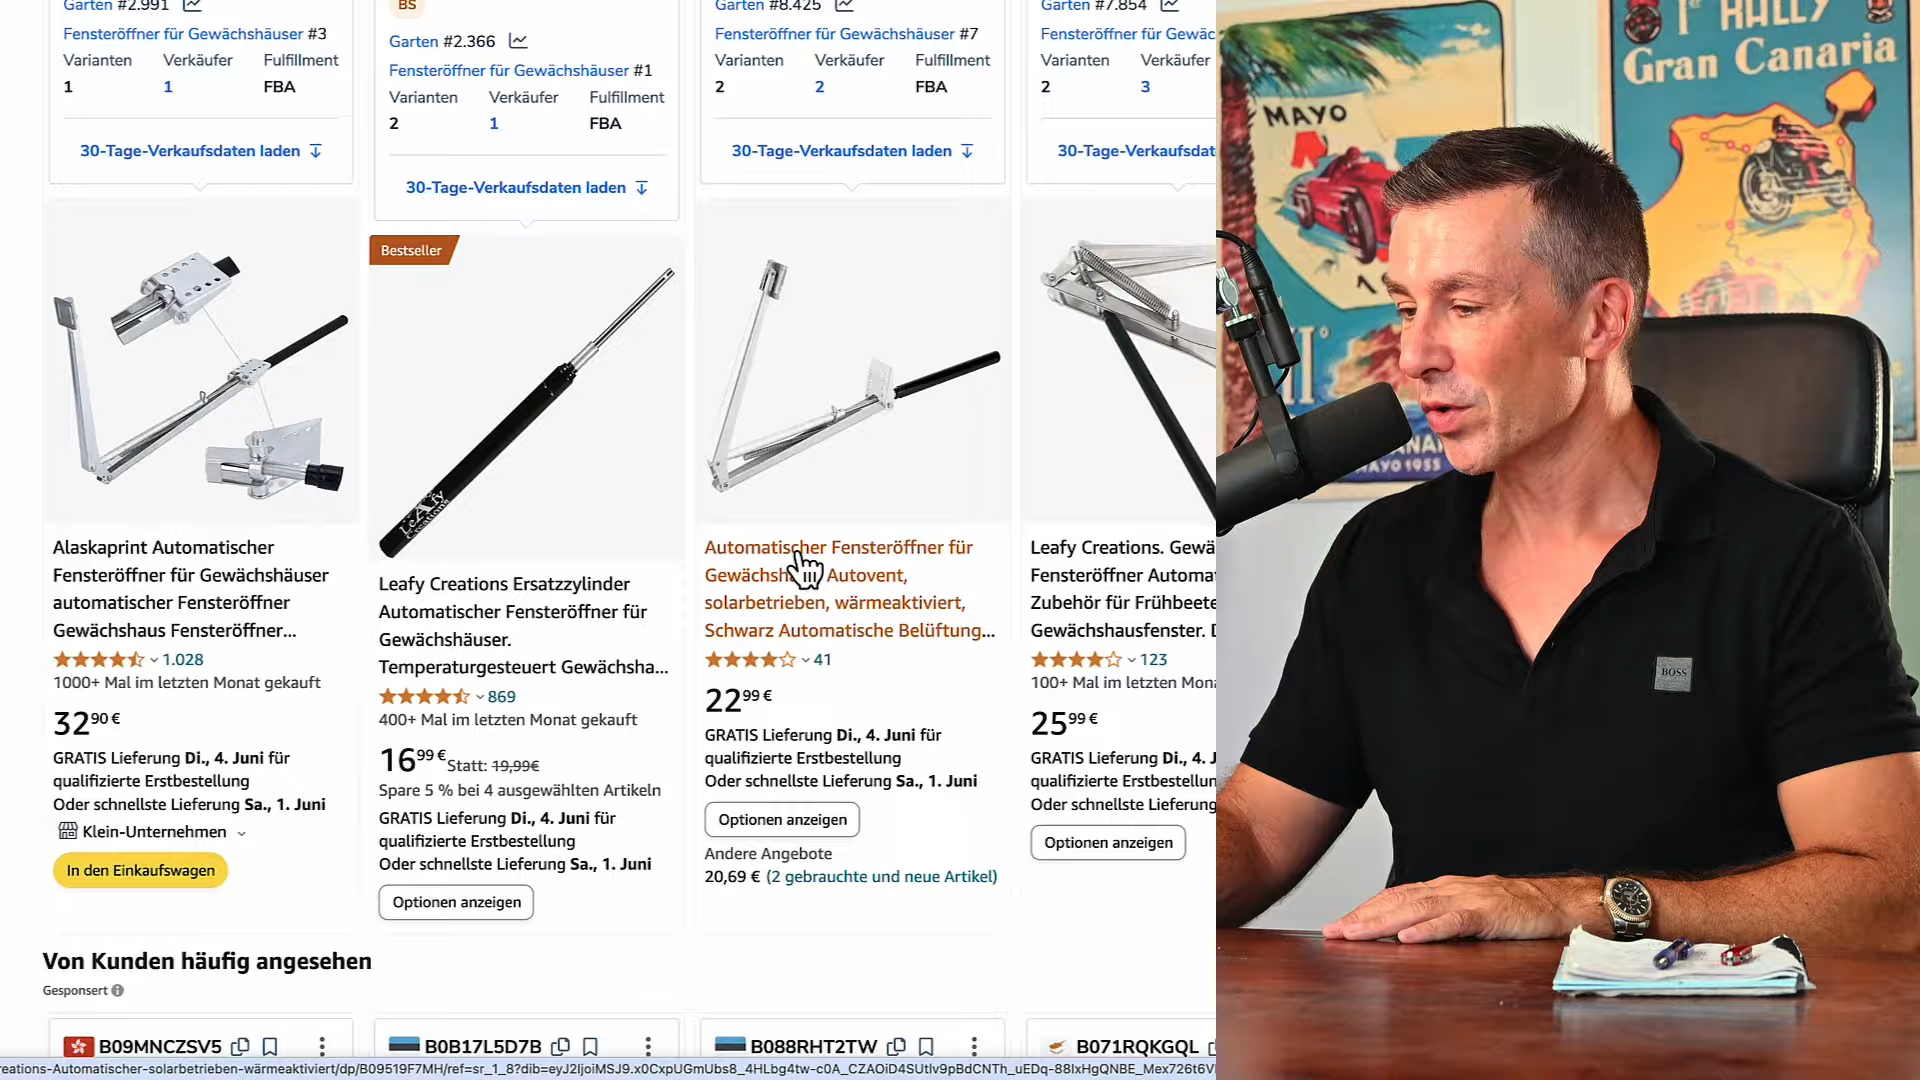 Garten #2.991
Fensteröffner für Gewächshäuser #3
Varianten Verkäufer Fulfillment
1 1 FBA
30-Tage-Verkaufsdaten laden
Alaskaprint Automatischer
Fensteröffner für Gewächshäuser
automatischer Fensteröffner
Gewächshaus Fensteröffner...
1.028
1000+ Mal im letzten Monat gekauft
32 90 €
GRATIS Lieferung Di., 4. Juni für
qualifizierte Erstbestellung
Oder schnellste Lieferung Sa., 1. Juni
Klein-Unternehmen
In den Einkaufswagen
BS
Garten #2.366
Fensteröffner für Gewächshäuser #1
Varianten Verkäufer Fulfillment
2 1 FBA
30-Tage-Verkaufsdaten laden
Bestseller
Leafy
Creations
Leafy Creations Ersatzzylinder
Automatischer Fensteröffner für
Gewächshäuser.
Temperaturgesteuert Gewächsha...
869
400+ Mal im letzten Monat gekauft
16 99 € Statt: 19,99€
Spare 5 % bei 4 ausgewählten Artikeln
GRATIS Lieferung Di., 4. Juni für
qualifizierte Erstbestellung
Oder schnellste Lieferung Sa., 1. Juni
Optionen anzeigen
Garten #8.425
Fensteröffner für Gewächshäuser #7
Varianten Verkäufer Fulfillment
2 2 FBA
30-Tage-Verkaufsdaten laden
Automatischer Fensteröffner für
Gewächsh Autovent,
solarbetrieben, wärmeaktiviert,
Schwarz Automatische Belüftung...
41
22 99 €
GRATIS Lieferung Di., 4. Juni für
qualifizierte Erstbestellung
Oder schnellste Lieferung Sa., 1. Juni
Optionen anzeigen
Andere Angebote
20,69 € (2 gebrauchte und neue Artikel)
Garten #7.854
Fensteröffner für Gewäc
Varianten Verkäufer
2 3
30-Tage-Verkaufsdat
Leafy Creations. Gewä
Fensteröffner Automa
Zubehör für Frühbeete
Gewächshausfenster. D
123
100+ Mal im letzten Mon
25 99 €
GRATIS Lieferung Di., 4. J
qualifizierte Erstbestellun
Oder schnellste Lieferung
Optionen anzeigen
Von Kunden häufig angesehen
Gesponsert
B09MNCZSV5
B0B17L5D7B
B088RHT2TW
B071RQKGQL
MAYO
1er RALLY
Gran Canaria
MAYO 1955
BOSS